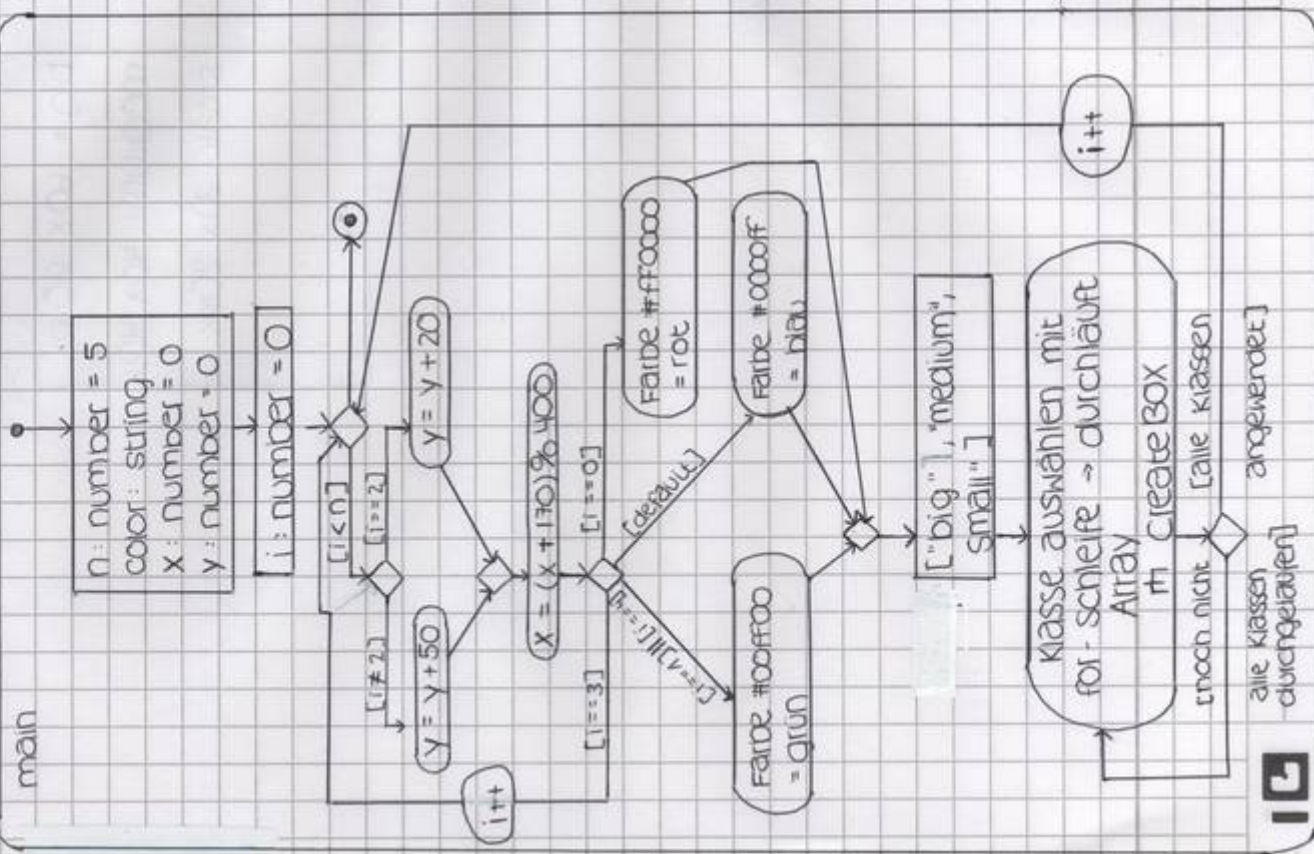 main
n: number = 5
color: string
x: number = 0
y: number = 0
i: number = 0
[i < n]
[i ≠ 2]
[i == 2]
y = y + 50
y = y + 20
x = (x + 170) % 400
i++
[i == 3]
[i == 1] || [i == 4]
[default]
[i == 0]
Farbe #00ff00
= grün
Farbe #0000ff
= blau
Farbe #ff0000
= rot
["big"], "medium",
small"]
Klasse auswählen mit
for - schleife → durchläuft
Array
createBox
[noch nicht
alle Klassen
durchgelaufen]
[alle Klassen
angewendet]
i++